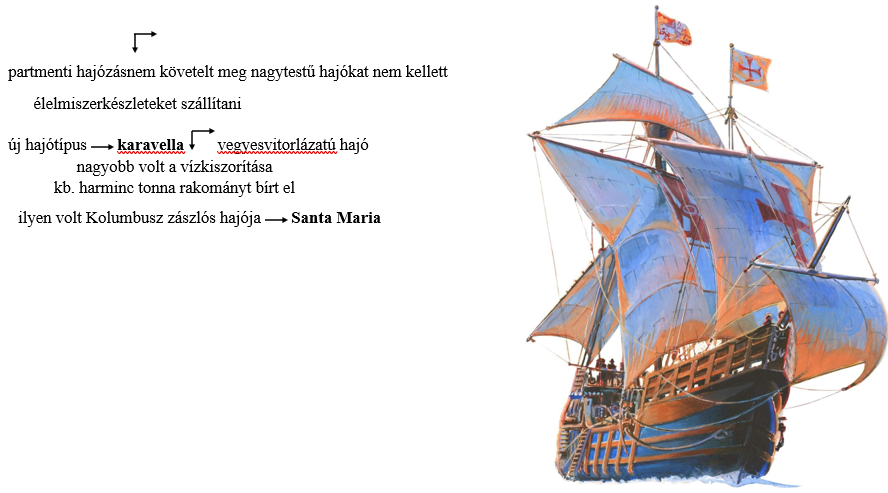 partmenti hajózásnem követelt meg nagytestű hajókat nem kellett
élelmiszerkészleteket szállítani
új hajótípus → karavella vegyesvitorlázatú hajó
nagyobb volt a vízkiszorítása
kb. harminc tonna rakományt bírt el
ilyen volt Kolumbusz zászlós hajója → Santa Maria